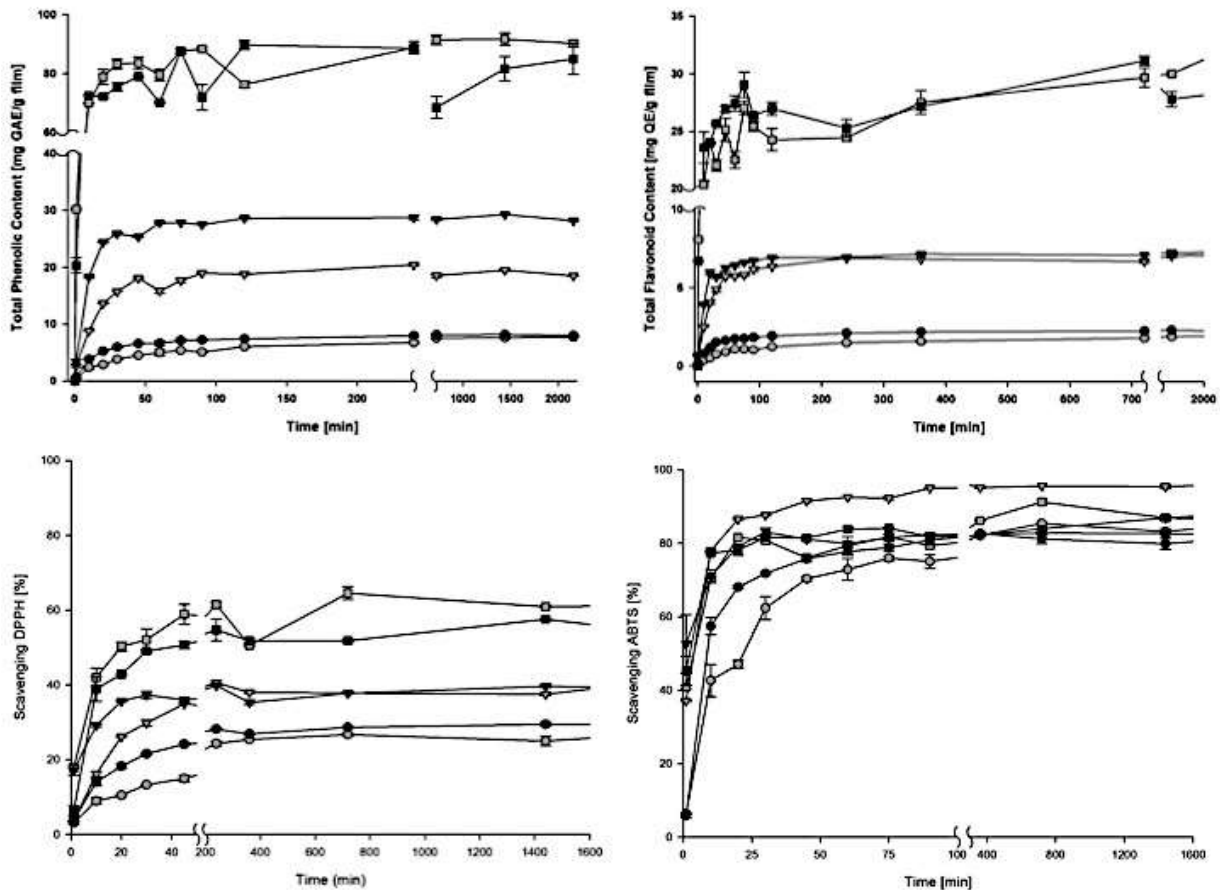 100
80
60
40
30
20
10
0
Total Phenolic Content [mg GAE/g film]
0 50 100 150 200 1000 1500 2000
Time [min]
35
30
25
20
10
5
0
Total Flavonoid Content [mg QE/g film]
0 100 200 300 400 500 600 700 2000
Time [min]
100
80
60
40
20
0
Scavenging DPPH [%]
0 20 40 200 400 600 800 1000 1200 1400 1600
Time (min)
100
80
60
40
20
0
Scavenging ABTS [%]
0 25 50 75 100 400 800 1200 1600
Time [min]